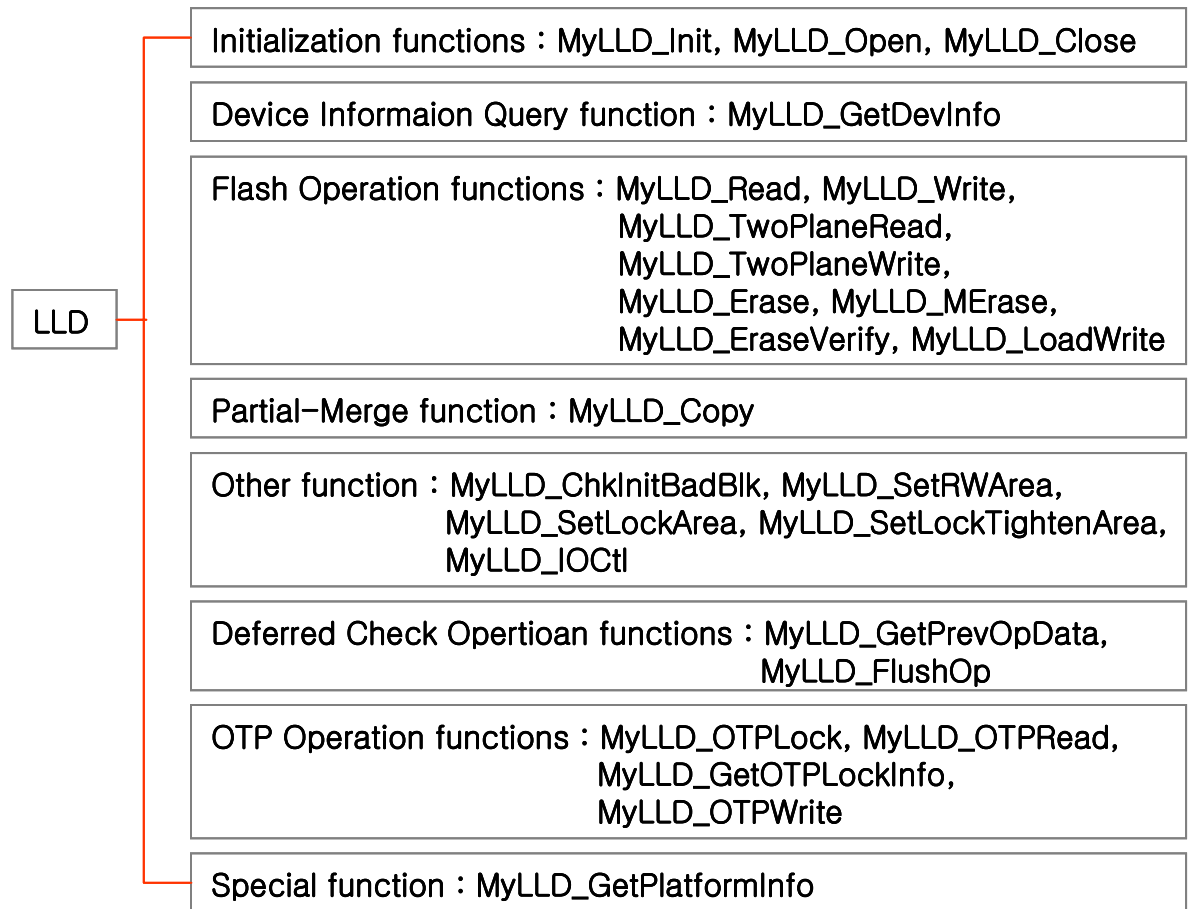 Initialization functions : MyLLD_Init, MyLLD_Open, MyLLD_Close
Device Informaion Query function : MyLLD_GetDevInfo
Flash Operation functions : MyLLD_Read, MyLLD_Write,
MyLLD_TwoPlaneRead,
MyLLD_TwoPlaneWrite,
MyLLD_Erase, MyLLD_MErase,
MyLLD_EraseVerify, MyLLD_LoadWrite
LLD
Partial-Merge function : MyLLD_Copy
Other function : MyLLD_ChkInitBadBlk, MyLLD_SetRWArea,
MyLLD_SetLockArea, MyLLD_SetLockTightenArea,
MyLLD_IOCtl
Deferred Check Opertioan functions : MyLLD_GetPrevOpData,
MyLLD_FlushOp
OTP Operation functions : MyLLD_OTPLock, MyLLD_OTPRead,
MyLLD_GetOTPLockInfo,
MyLLD_OTPWrite
Special function : MyLLD_GetPlatformInfo